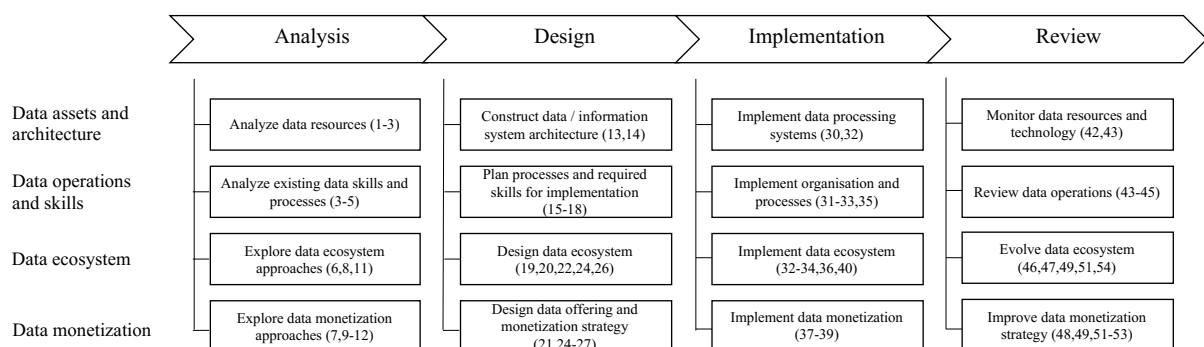 Analysis
Design
Implementation
Review
Data assets and
architecture
Analyze data resources (1-3)
Construct data / information
system architecture (13,14)
Implement data processing
systems (30,32)
Monitor data resources and
technology (42,43)
Data operations
and skills
Analyze existing data skills and
processes (3-5)
Plan processes and required
skills for implementation
(15-18)
Implement organisation and
processes (31-33,35)
Review data operations (43-45)
Data ecosystem
Explore data ecosystem
approaches (6,8,11)
Design data ecosystem
(19,20,22,24,26)
Implement data ecosystem
(32-34,36,40)
Evolve data ecosystem
(46,47,49,51,54)
Data monetization
Explore data monetization
approaches (7,9-12)
Design data offering and
monetization strategy
(21,24-27)
Implement data monetization
(37-39)
Improve data monetization
strategy (48,49,51-53)